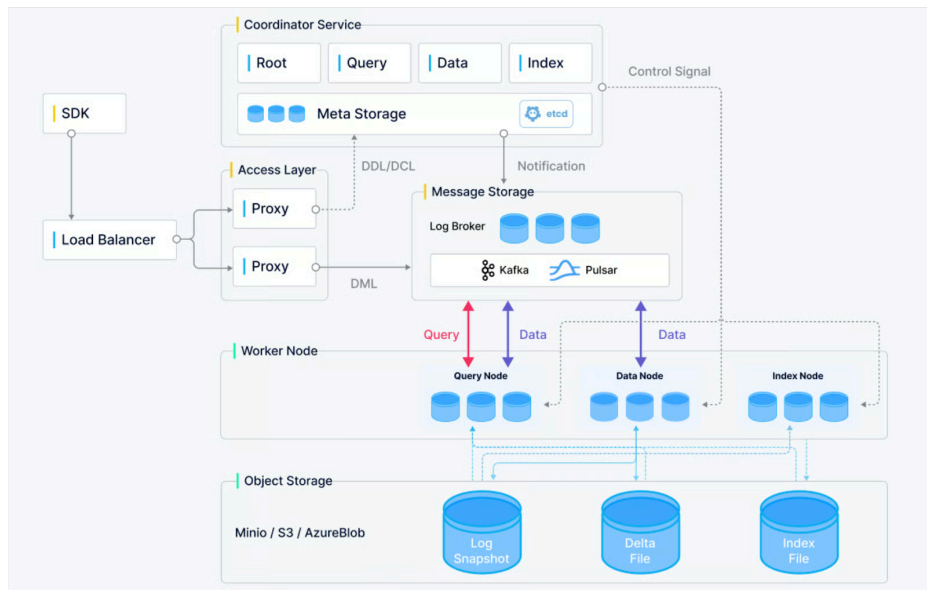 Coordinator Service
Root
Query
Data
Index
Control Signal
Meta Storage
etcd
SDK
DDL/DCL
Notification
Access Layer
Proxy
Message Storage
Log Broker
Load Balancer
Proxy
Kafka
Pulsar
DML
Query
Data
Data
Worker Node
Query Node
Data Node
Index Node
Object Storage
Minio / S3 / AzureBlob
Log
Snapshot
Delta
File
Index
File